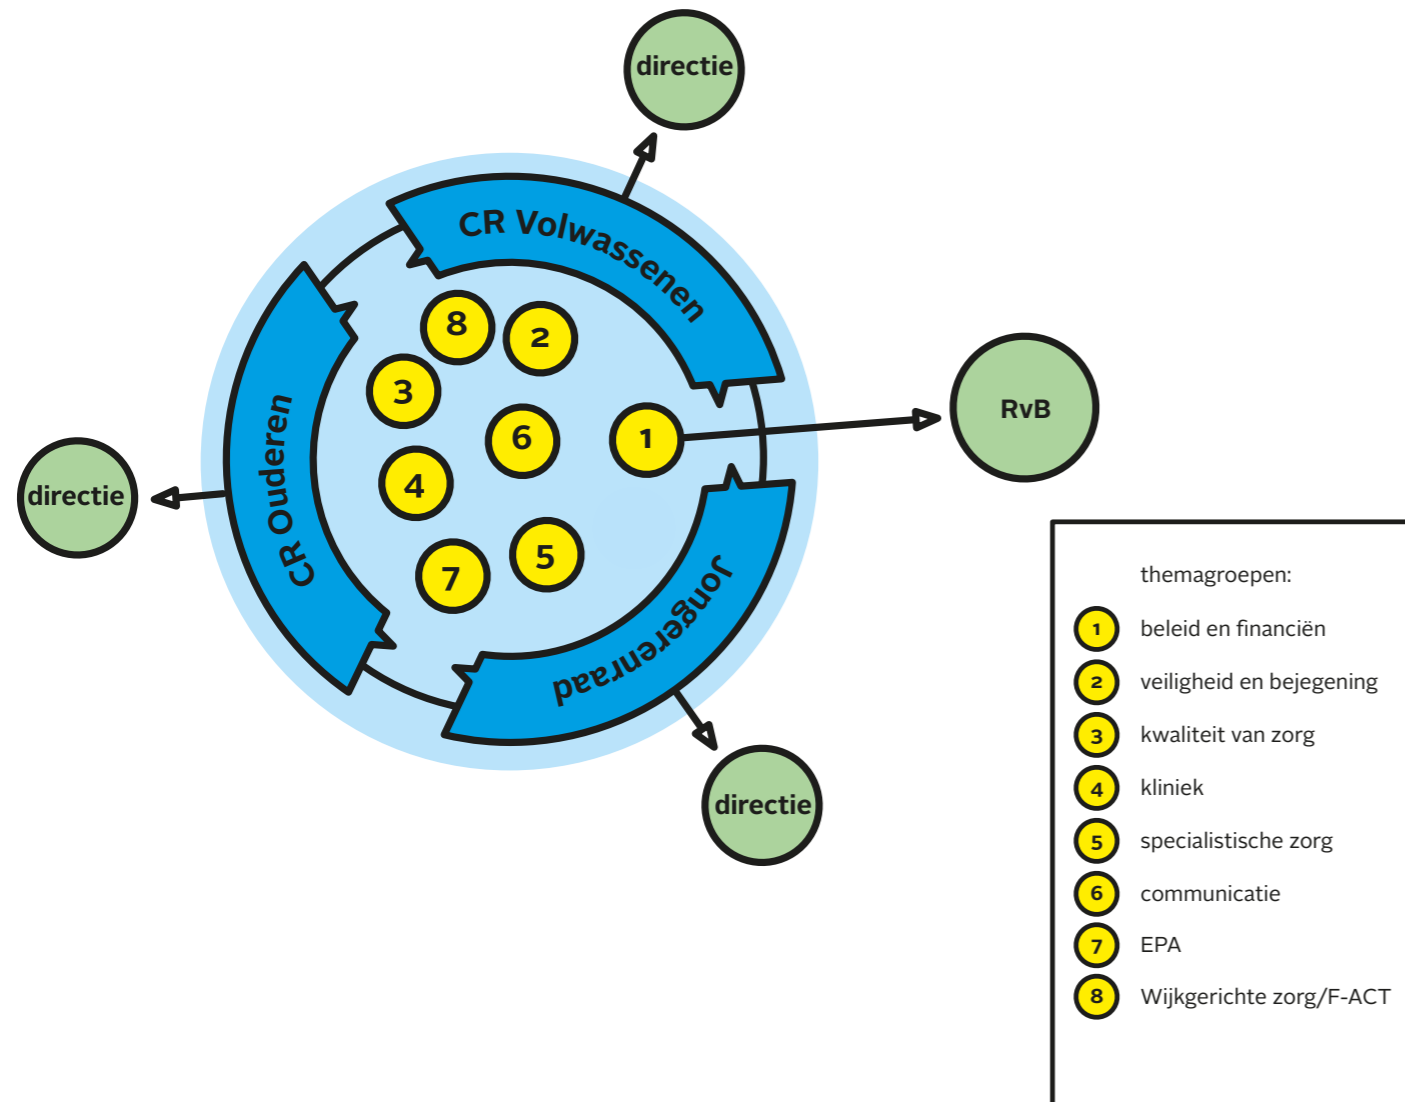 directie
CR Volwassenen
8
2
3
6
1
RvB
CR Ouderen
4
directie
5
7
Jongerenraad
directie
themagroepen:
1 beleid en financiën
2 veiligheid en bejegening
3 kwaliteit van zorg
4 kliniek
5 specialistische zorg
6 communicatie
7 EPA
8 Wijkgerichte zorg/F-ACT